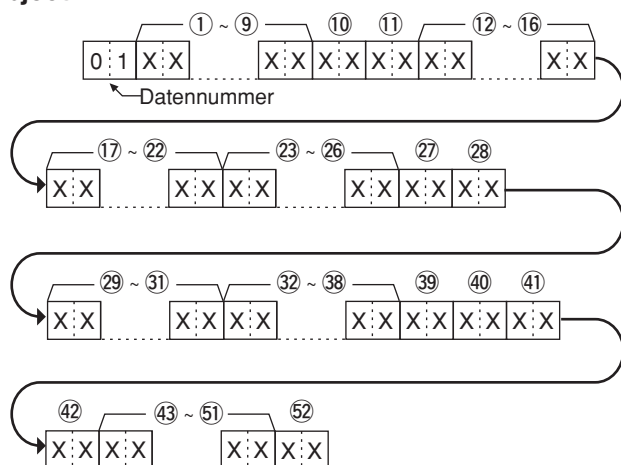 ① ~ ⑨ ⑩ ⑪ ⑫ ~ ⑯
0 1 X X X X X X X X X X X X
Datennummer
⑰ ~ ㉒ ㉓ ~ ㉖ ㉗ ㉘
X X X X X X X X X X X X
㉙ ~ ㉛ ㉜ ~ ㊳ ㊴ ㊵ ㊶
X X X X X X X X X X X X X X
㊷ ㊸ ~ 51 52
X X X X X X X X